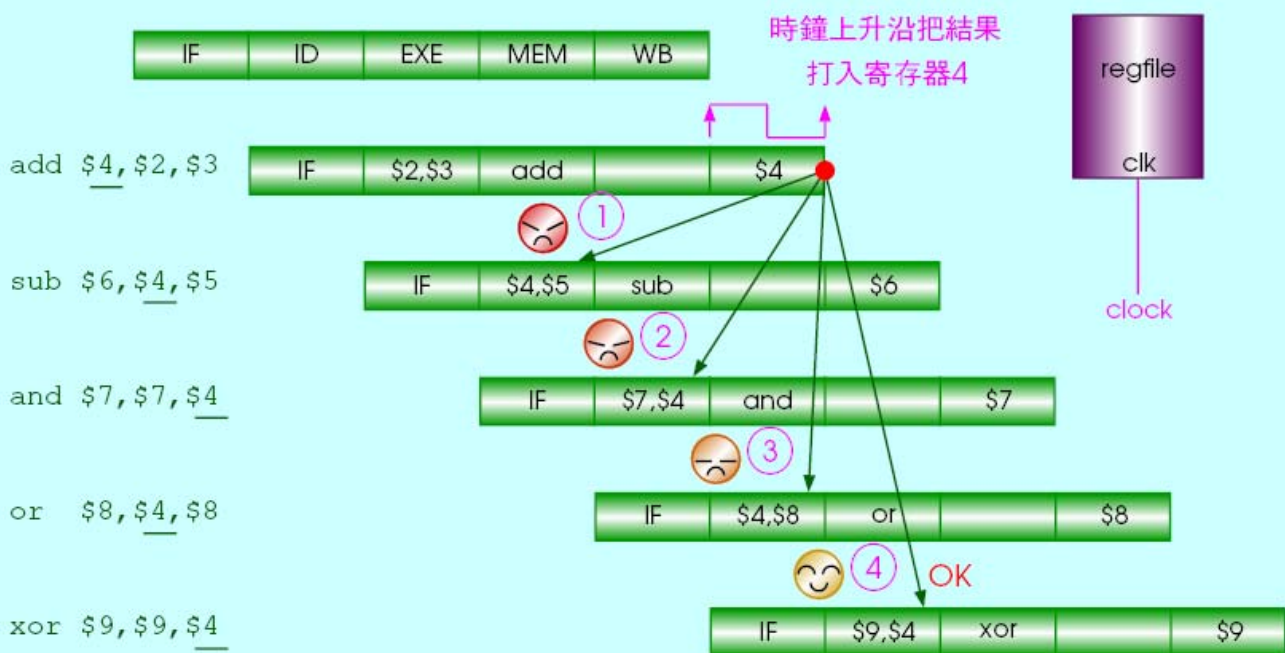 時鐘上升沿把結果
打入寄存器4
IF ID EXE MEM WB
regfile
clk
clock
add $4,$2,$3
IF $2,$3 add $4
1
sub $6,$4,$5
IF $4,$5 sub $6
2
and $7,$7,$4
IF $7,$4 and $7
3
or $8,$4,$8
IF $4,$8 or $8
4 OK
xor $9,$9,$4
IF $9,$4 xor $9